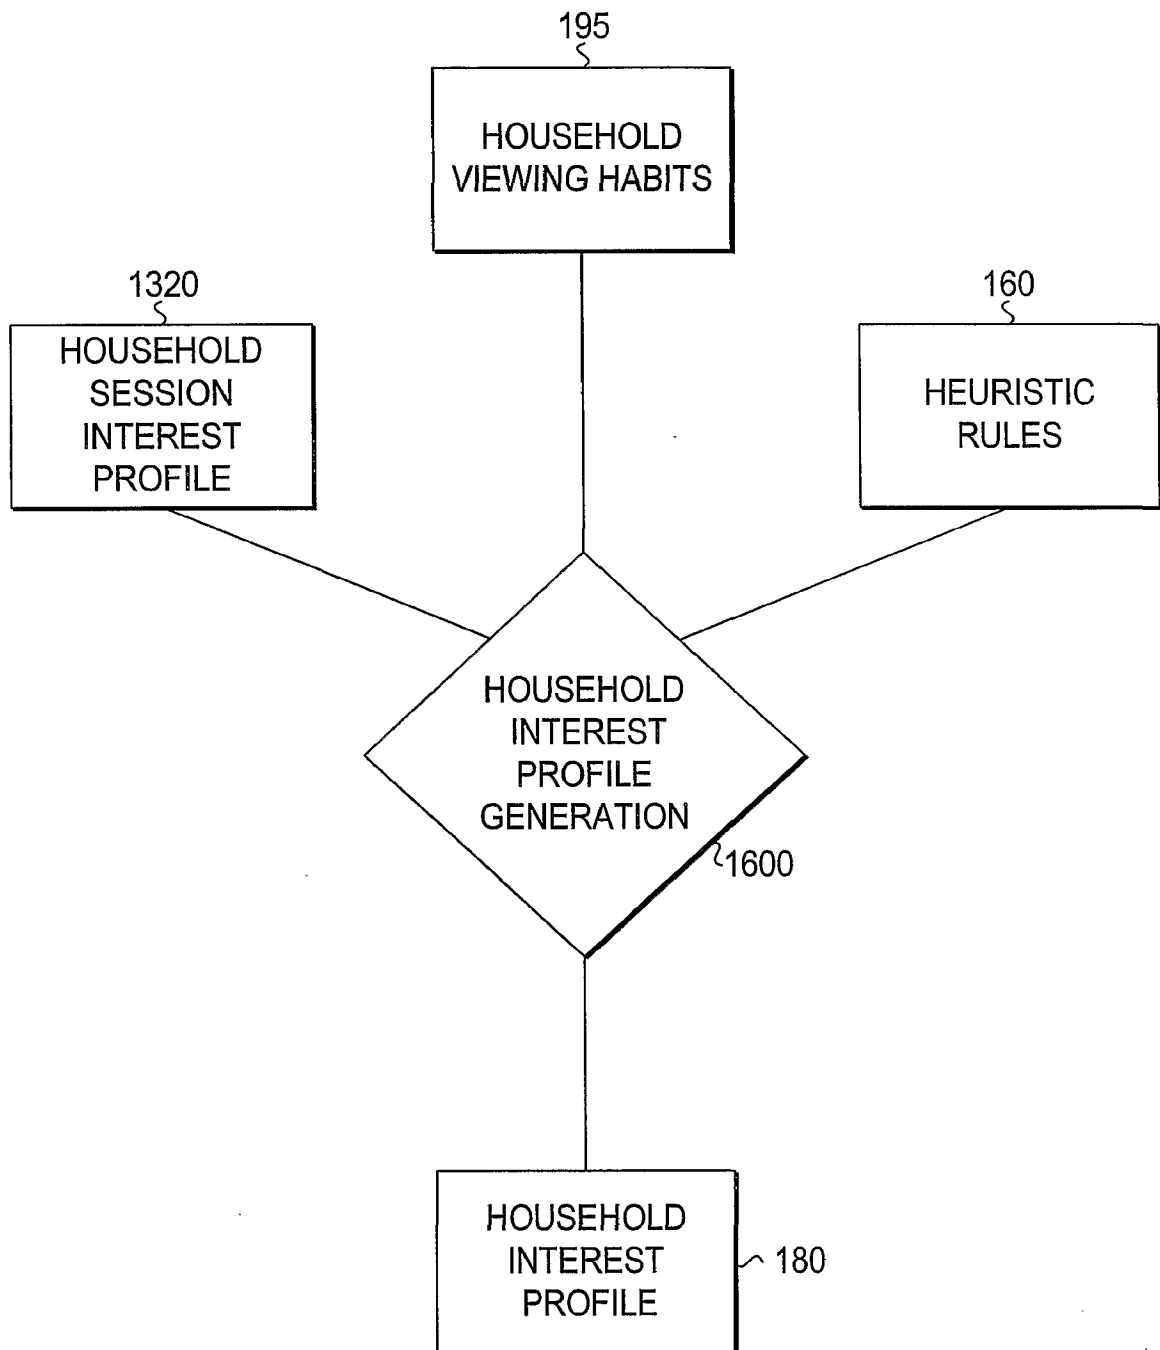 195
HOUSEHOLD
VIEWING HABITS
1320
HOUSEHOLD
SESSION
INTEREST
PROFILE
160
HEURISTIC
RULES
HOUSEHOLD
INTEREST
PROFILE
GENERATION
1600
HOUSEHOLD
INTEREST
PROFILE
180